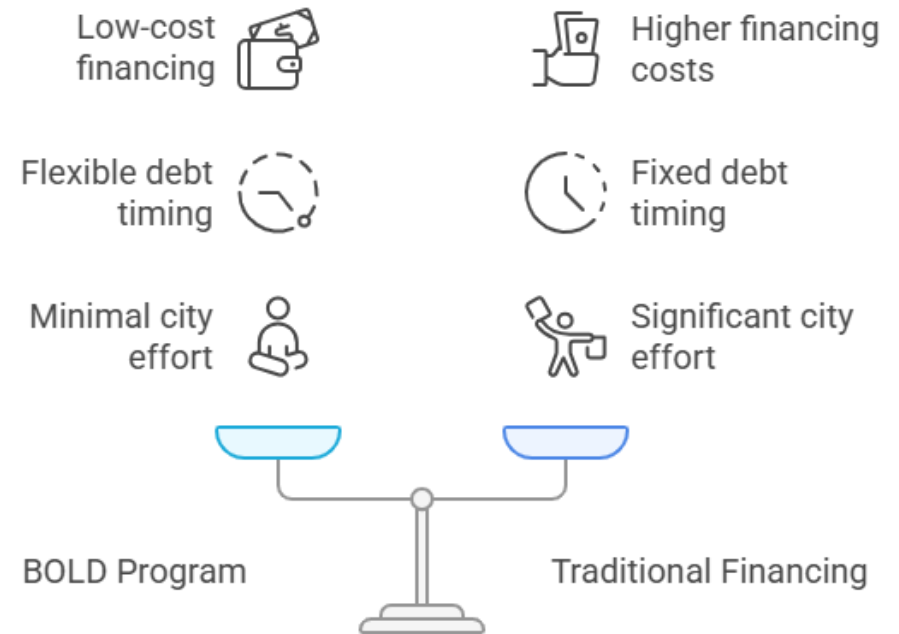 Low-cost
financing
Higher financing
costs
Flexible debt
timing
Fixed debt
timing
Minimal city
effort
Significant city
effort
BOLD Program
Traditional Financing